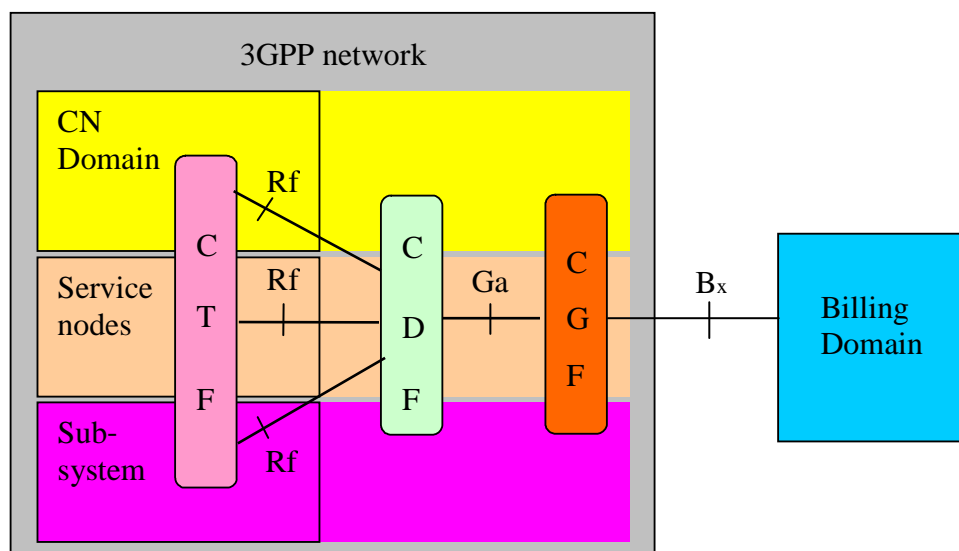 3GPP network
CN
Domain
Rf
Service
nodes
Rf
Sub-
system
Rf
C
T
F
C
D
F
Ga
C
G
F
Bx
Billing
Domain